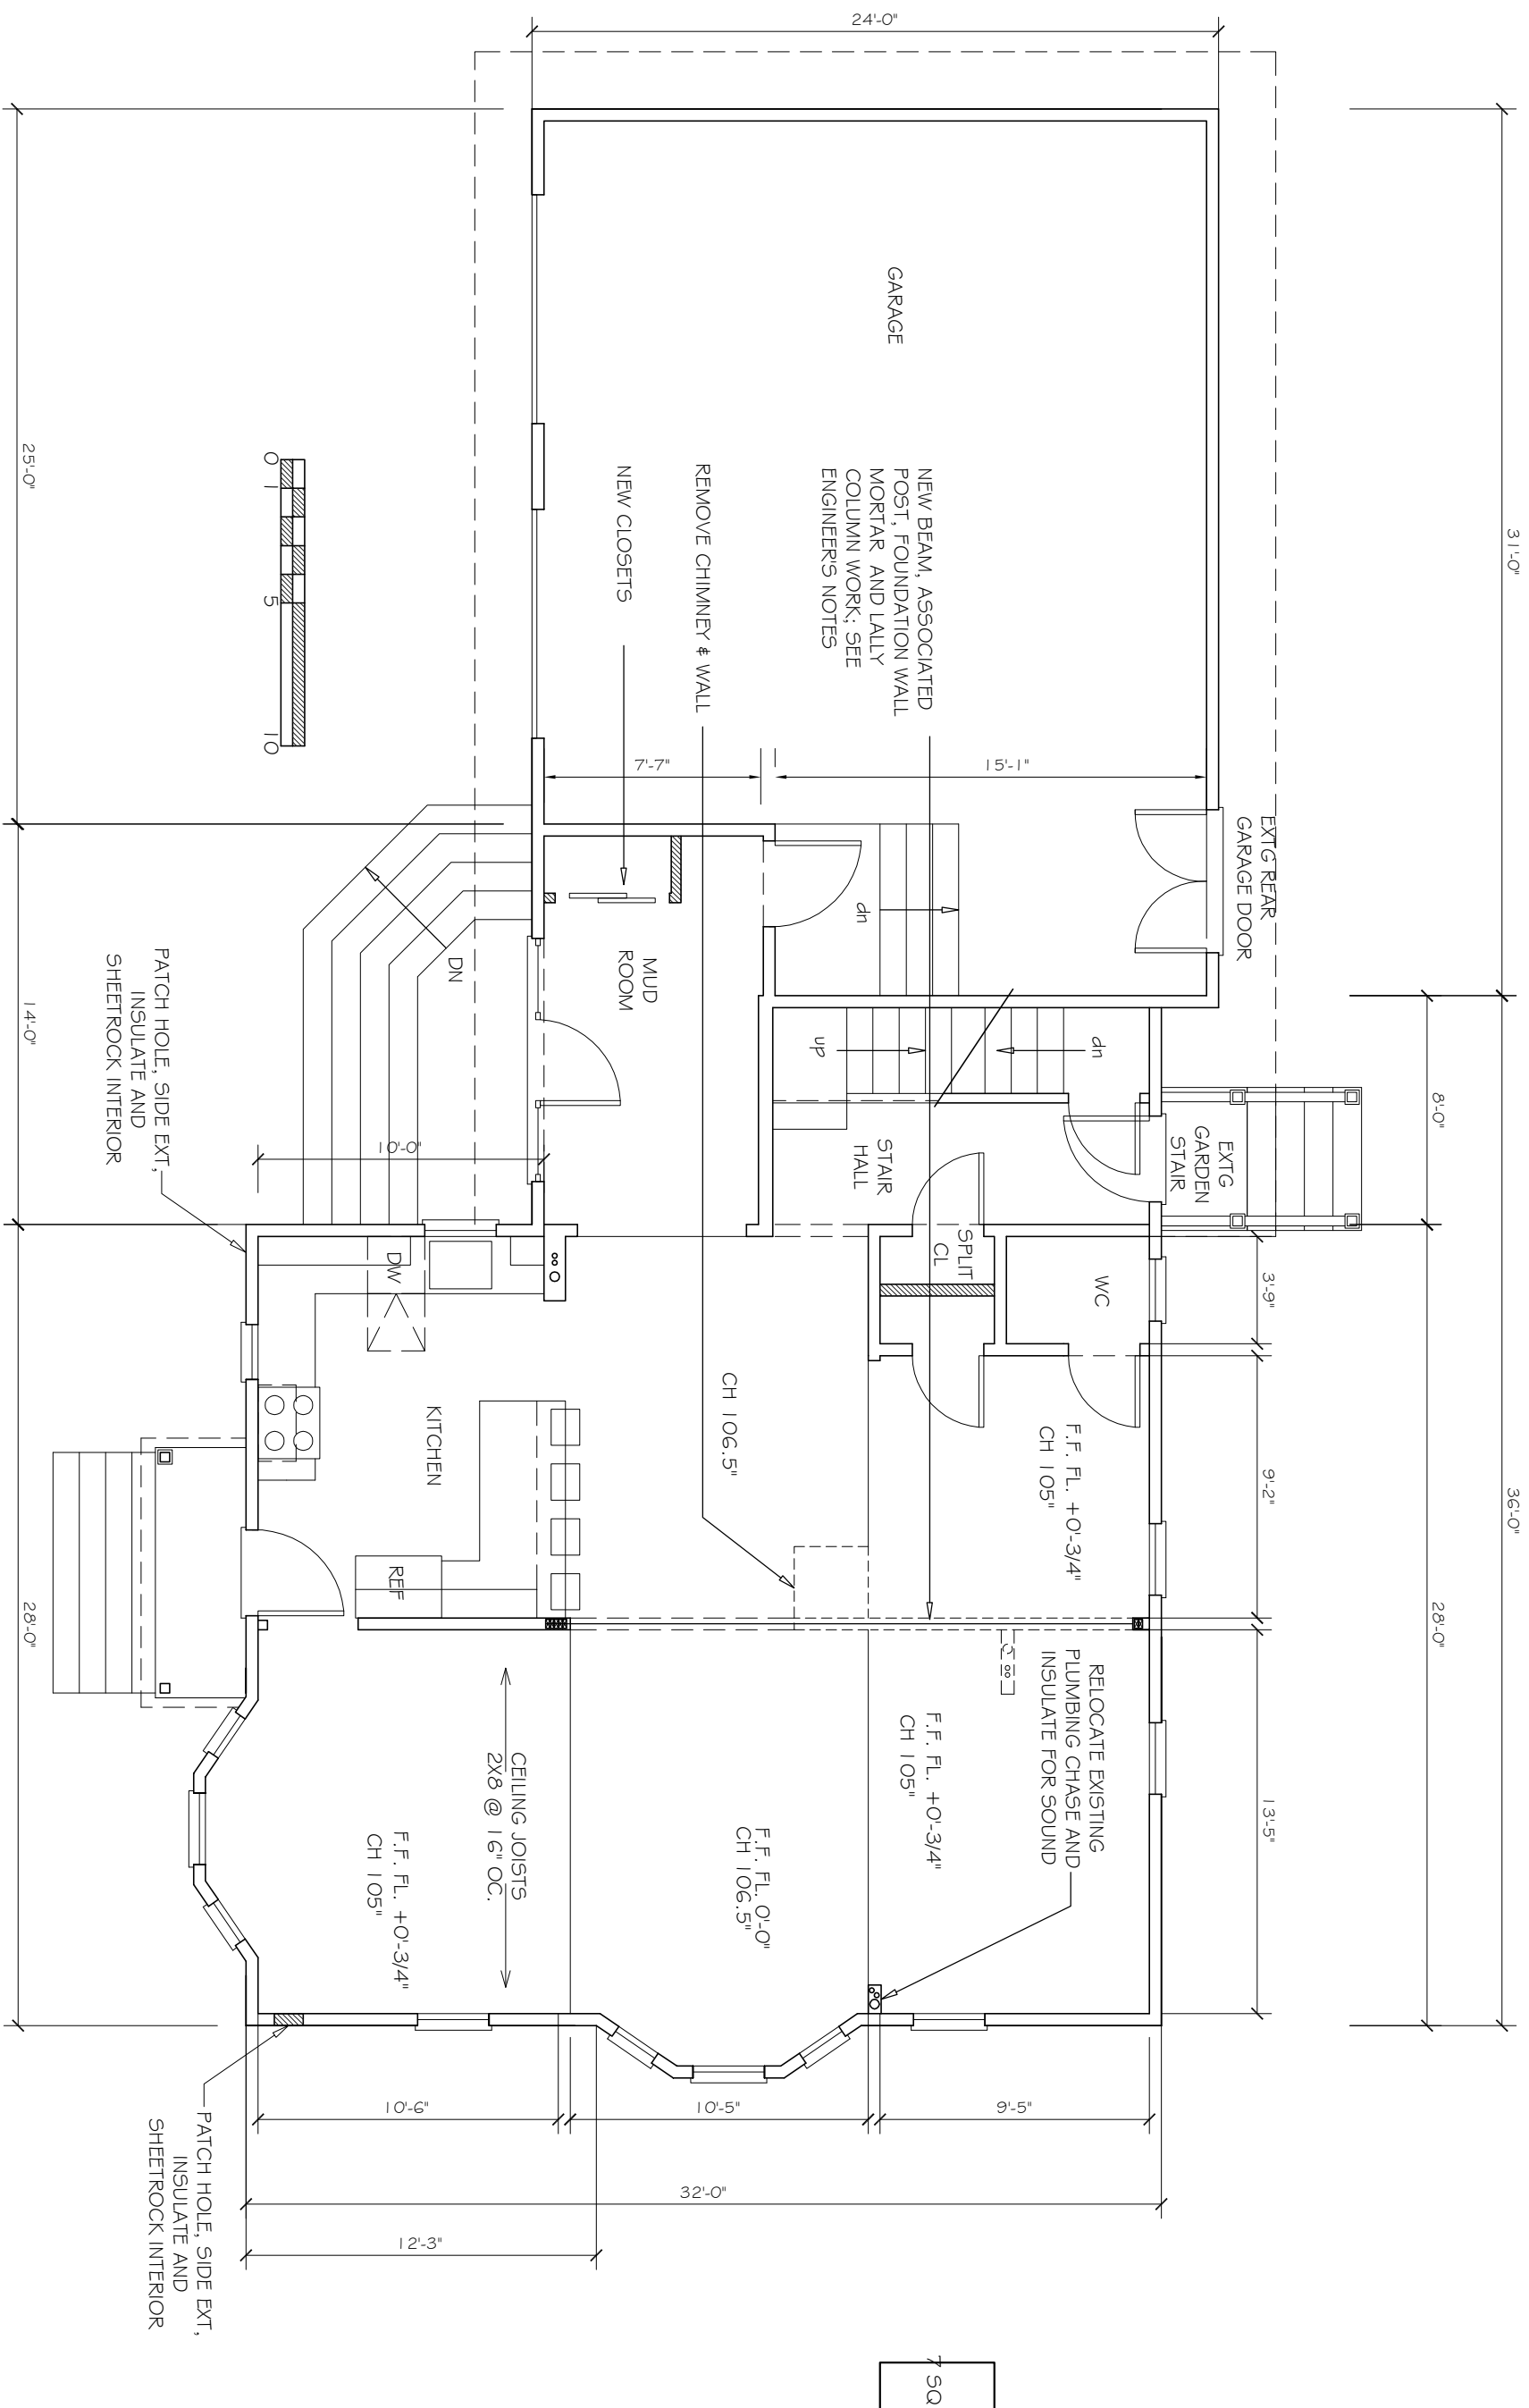 24'-0"
31'-0"
25'-0"
GARAGE
NEW BEAM, ASSOCIATED
POST, FOUNDATION WALL
MORTAR AND LALLY
COLUMN WORK; SEE
ENGINEER'S NOTES
REMOVE CHIMNEY & WALL
NEW CLOSETS
0 1 5 10
7'-7"
15'-1"
EXTG REAR
GARAGE DOOR
dn
MUD
ROOM
DN
PATCH HOLE, SIDE EXT,
INSULATE AND
SHEETROCK INTERIOR
14'-0"
8'-0"
up
dn
STAIR
HALL
EXTG
GARDEN
STAIR
10'-0"
SPLIT
CL
WC
3'-9"
DW
KITCHEN
REF
CH 106.5"
F.F. FL. +0'-3/4"
CH 105"
9'-2"
36'-0"
28'-0"
28'-0"
RELOCATE EXISTING
PLUMBING CHASE AND
INSULATE FOR SOUND
F.F. FL. +0'-3/4"
CH 105"
13'-5"
CEILING JOISTS
2X8 @ 16" OC.
F.F. FL. 0'-0"
CH 106.5"
F.F. FL. +0'-3/4"
CH 105"
10'-6"
10'-5"
9'-5"
32'-0"
12'-3"
PATCH HOLE, SIDE EXT,
INSULATE AND
SHEETROCK INTERIOR
7 SQ